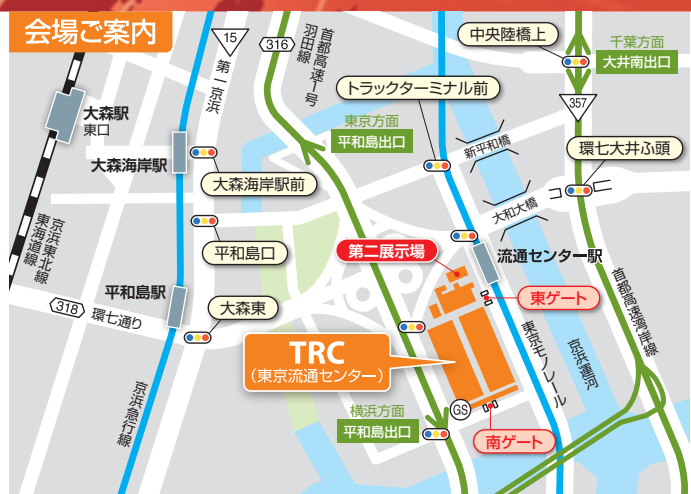 会場ご案内
15
第一京浜
316
首都高速1号
羽田線
中央陸橋上
千葉方面
大井南出口
357
トラックターミナル前
東京方面
平和島出口
新平和橋
環七大井ふ頭
大森駅
東口
大森海岸駅
大森海岸駅前
大和大橋
平和島口
第二展示場
流通センター駅
京浜東北線
東海道線
平和島駅
東ゲート
首都高速湾岸線
318
環七通り
大森東
TRC
(東京流通センター)
東京モノレール
京浜運河
京浜急行線
横浜方面
平和島出口
GS
南ゲート